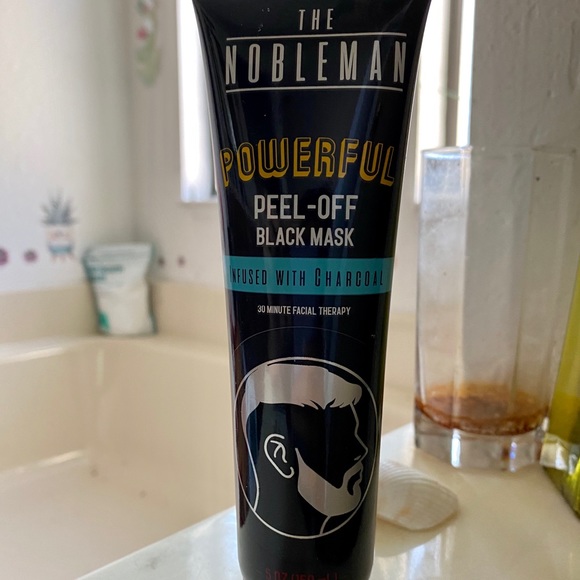 THE
NOBLEMAN
POWERFUL
PEEL-OFF
BLACK MASK
INFUSED WITH CHARCOAL
30 MINUTE FACIAL THERAPY